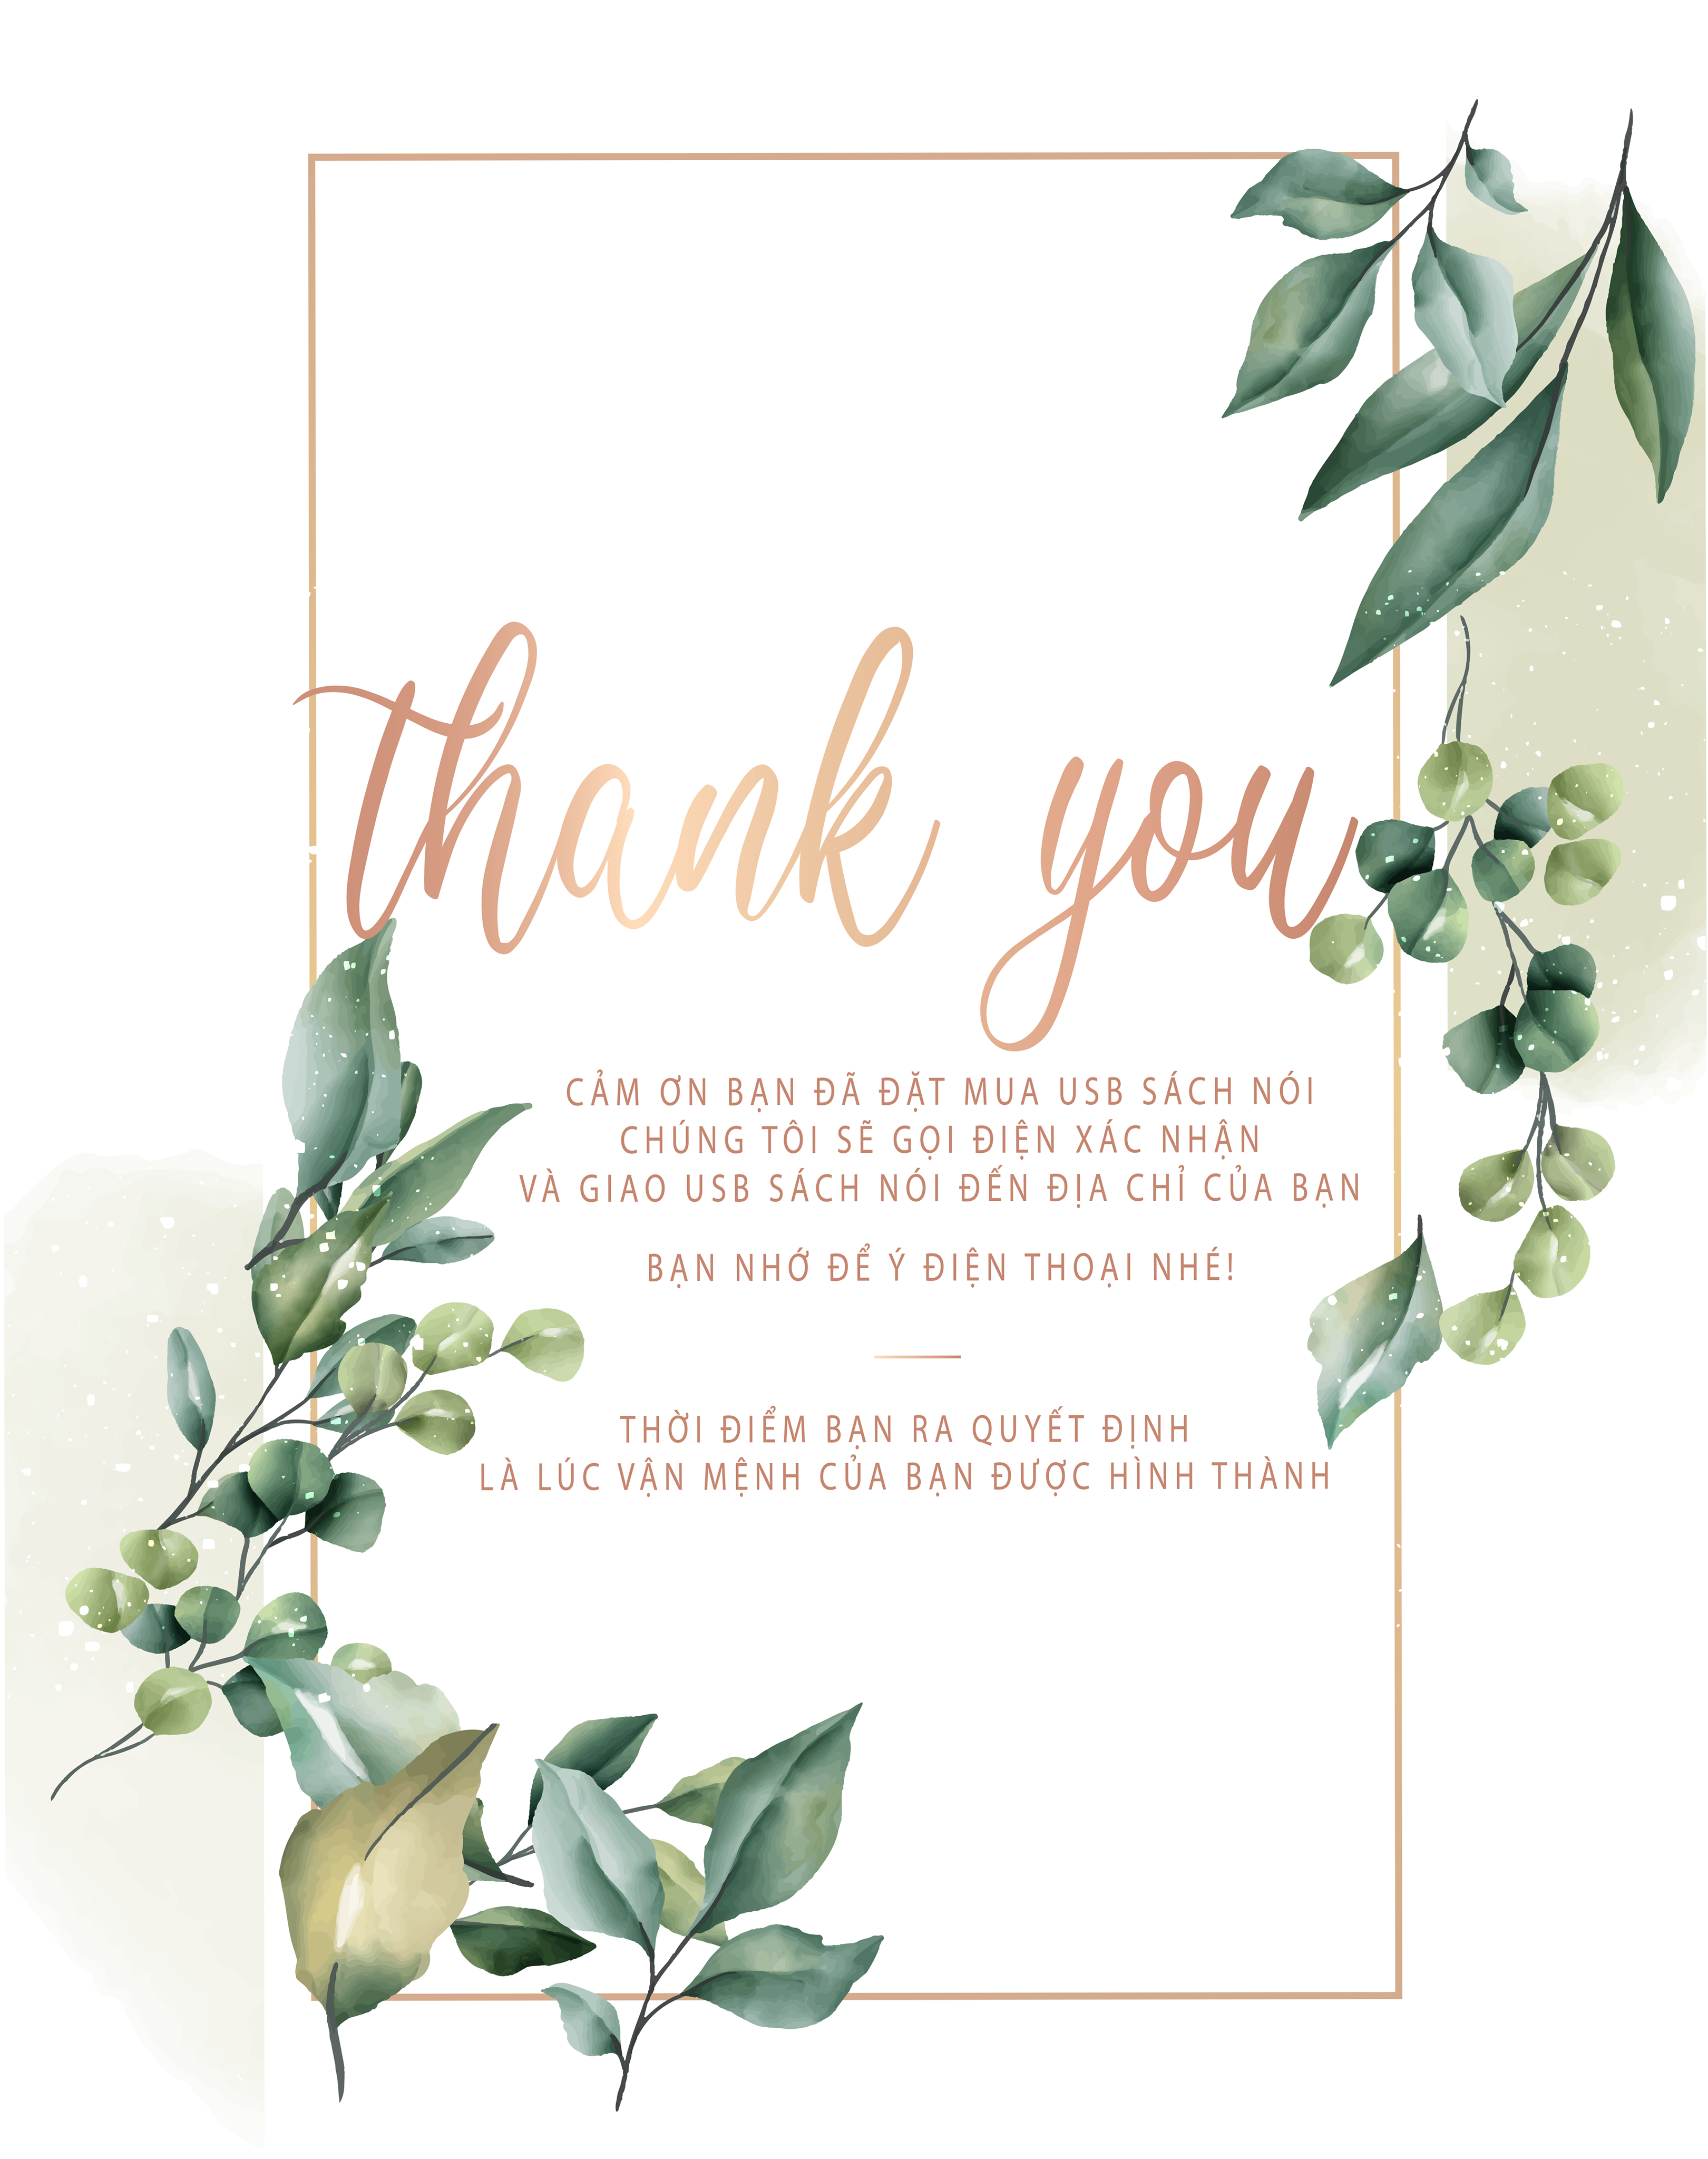 thank you
CẢM ƠN BẠN ĐÃ ĐẶT MUA USB SÁCH NÓI
CHÚNG TÔI SẼ GỌI ĐIỆN XÁC NHẬN
VÀ GIAO USB SÁCH NÓI ĐẾN ĐỊA CHỈ CỦA BẠN
BẠN NHỚ ĐỂ Ý ĐIỆN THOẠI NHÉ!
THỜI ĐIỂM BẠN RA QUYẾT ĐỊNH
LÀ LÚC VẬN MỆNH CỦA BẠN ĐƯỢC HÌNH THÀNH